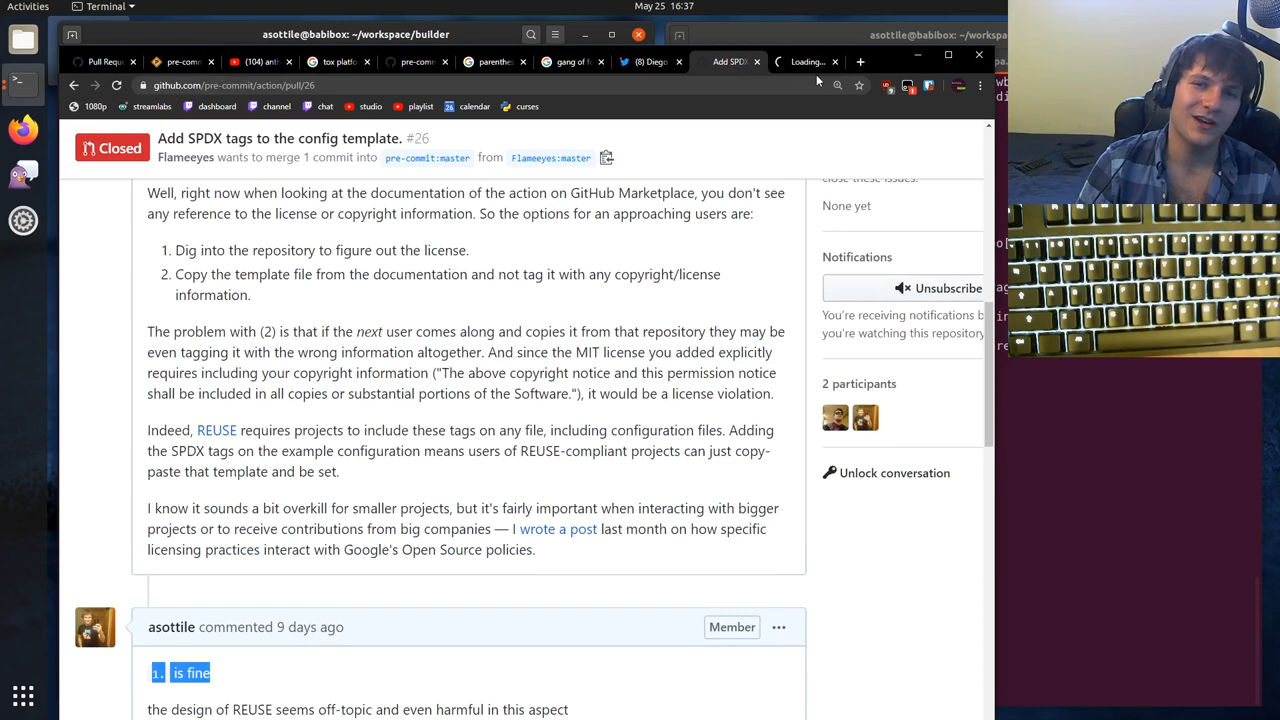 Activities
Terminal
May 25 16:37
asottile@babibox: ~/workspace/builder
asottile@babibox: ~/workspace
Pull Reque
pre-comm
(104) anth
tox platfo
pre-comm
parenthes
gang of fo
(8) Diego
Add SPDX
Loading...
github.com/pre-commit/action/pull/26
1080p
streamlabs
dashboard
channel
chat
studio
playlist
calendar
curses
Closed
Add SPDX tags to the config template. #26
Flameeyes wants to merge 1 commit into pre-commit:master from Flameeyes:master
Well, right now when looking at the documentation of the action on GitHub Marketplace, you don't see
any reference to the license or copyright information. So the options for an approaching users are:
1. Dig into the repository to figure out the license.
2. Copy the template file from the documentation and not tag it with any copyright/license
information.
The problem with (2) is that if the next user comes along and copies it from that repository they may be
even tagging it with the wrong information altogether. And since the MIT license you added explicitly
requires including your copyright information ("The above copyright notice and this permission notice
shall be included in all copies or substantial portions of the Software."), it would be a license violation.
Indeed, REUSE requires projects to include these tags on any file, including configuration files. Adding
the SPDX tags on the example configuration means users of REUSE-compliant projects can just copy-
paste that template and be set.
I know it sounds a bit overkill for smaller projects, but it's fairly important when interacting with bigger
projects or to receive contributions from big companies — I wrote a post last month on how specific
licensing practices interact with Google's Open Source policies.
asottile commented 9 days ago
Member
1. is fine
the design of REUSE seems off-topic and even harmful in this aspect
close these issues.
None yet
Notifications
Unsubscribe
You're receiving notifications b
you're watching this repository
2 participants
Unlock conversation